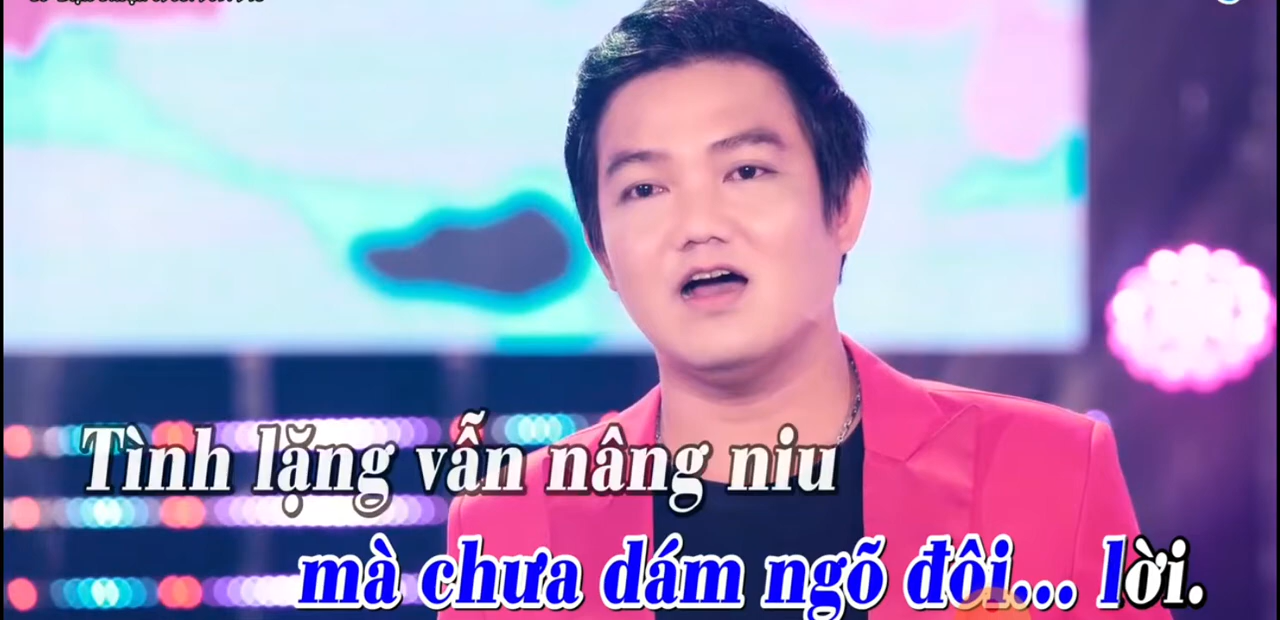 Tình lặng vẫn nâng niu
mà chưa dám ngõ đôi... lời.